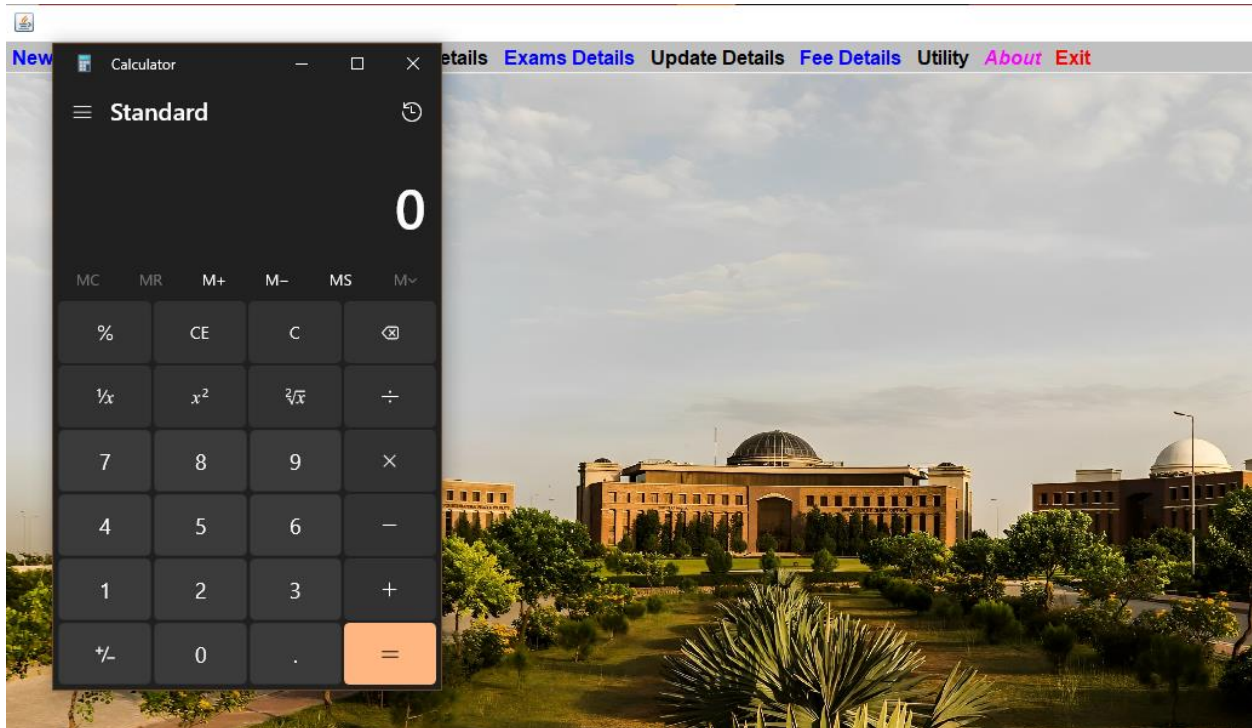 New
etails Exams Details Update Details Fee Details Utility About Exit
Calculator
Standard
0
MC MR M+ M− MS M
% CE C
¹/x x² ²√x ÷
7 8 9 ×
4 5 6 −
1 2 3 +
+/− 0 . =